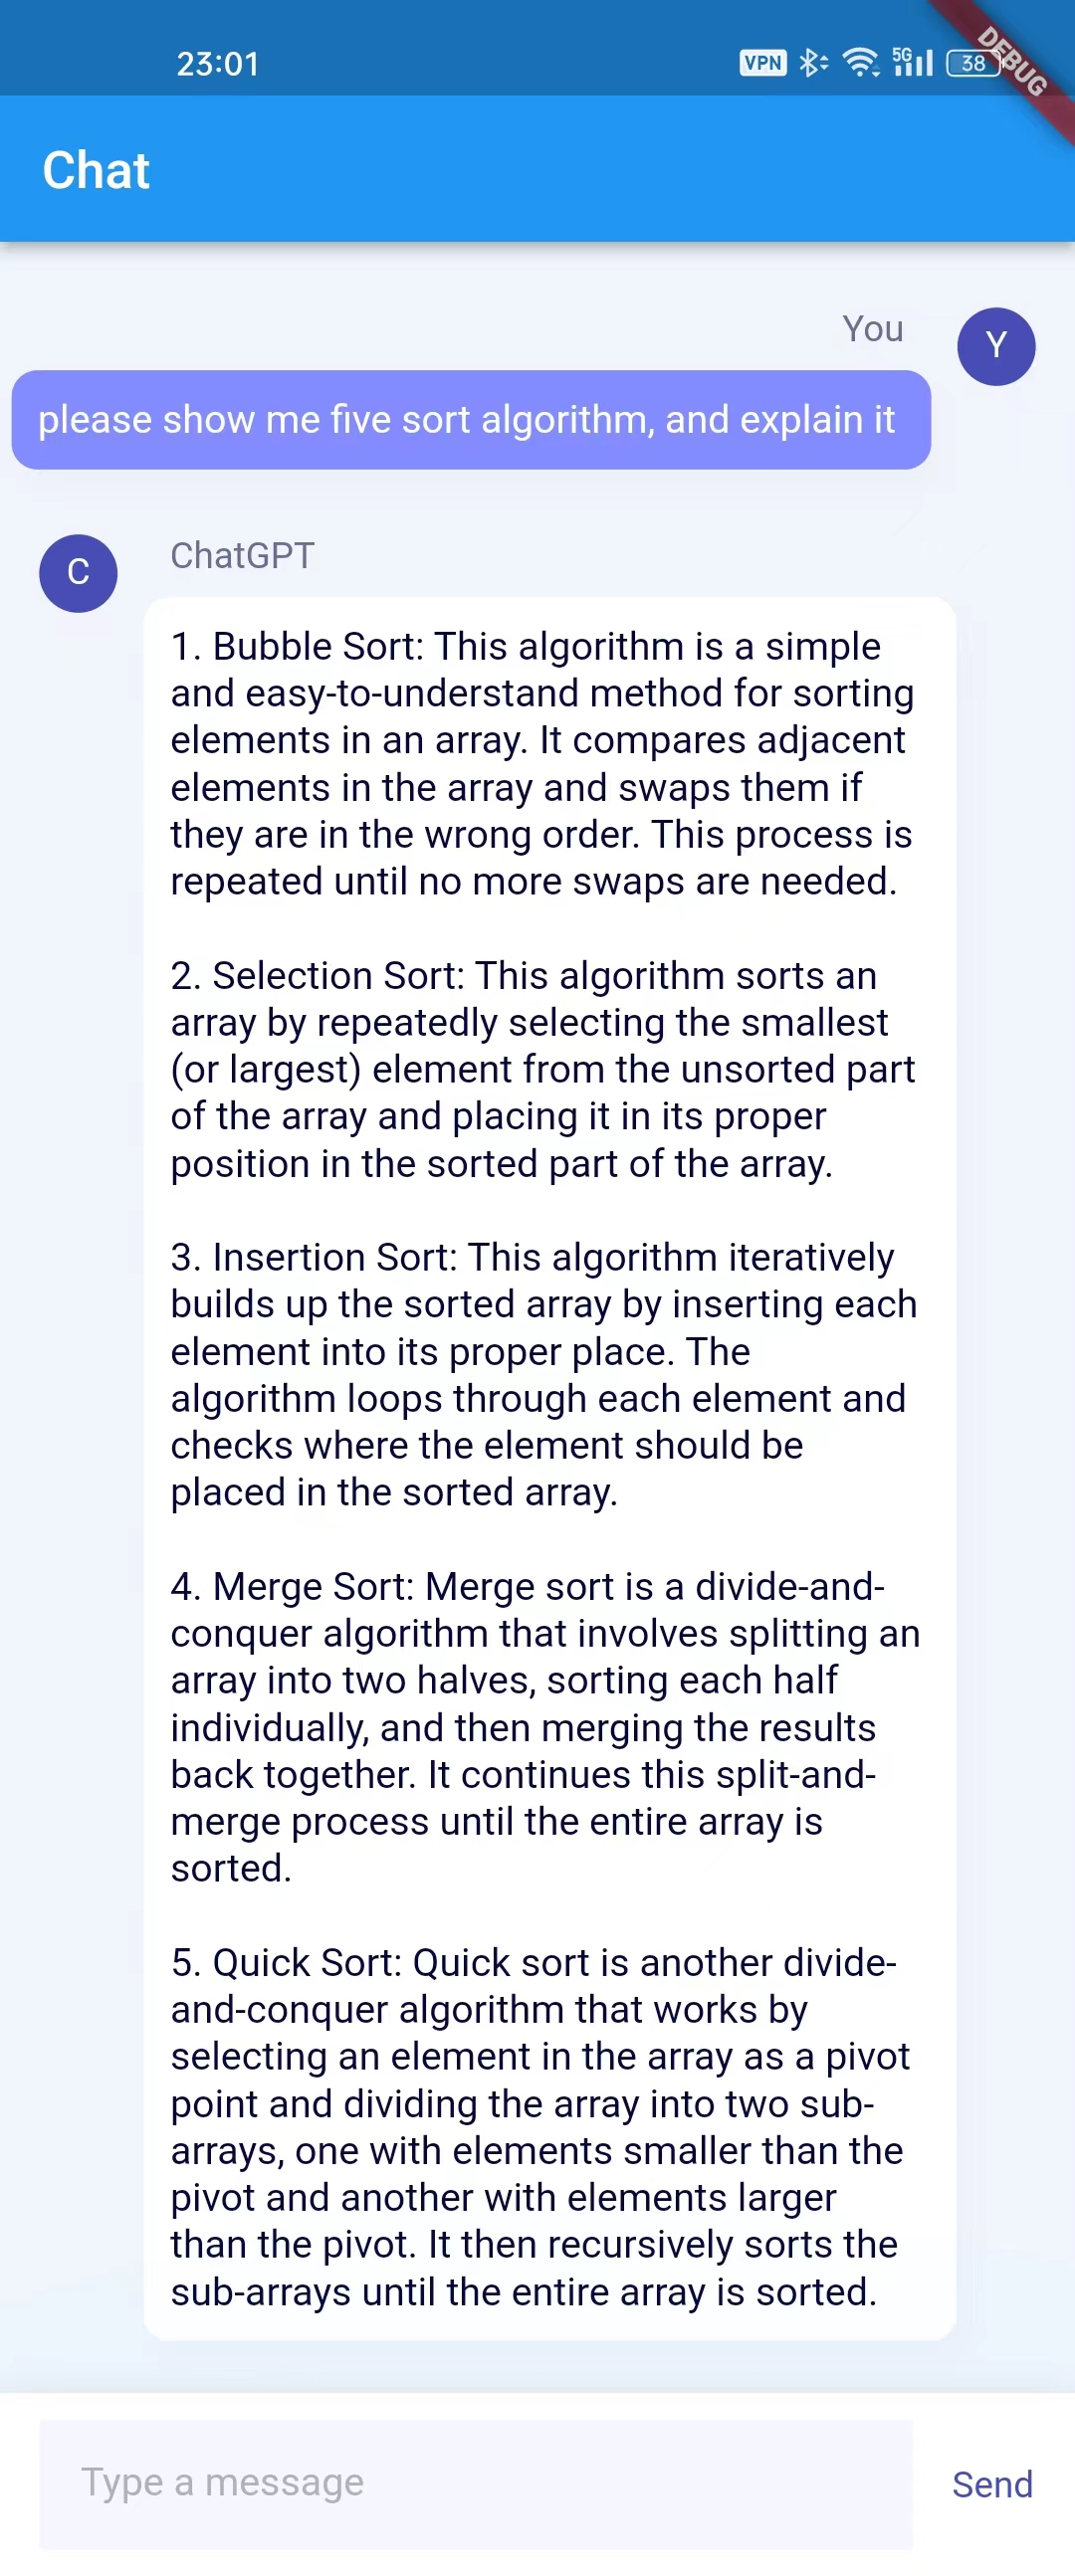 23:01
VPN
5G
38
DEBUG
Chat
You
Y
please show me five sort algorithm, and explain it
C
ChatGPT
1. Bubble Sort: This algorithm is a simple
and easy-to-understand method for sorting
elements in an array. It compares adjacent
elements in the array and swaps them if
they are in the wrong order. This process is
repeated until no more swaps are needed.
2. Selection Sort: This algorithm sorts an
array by repeatedly selecting the smallest
(or largest) element from the unsorted part
of the array and placing it in its proper
position in the sorted part of the array.
3. Insertion Sort: This algorithm iteratively
builds up the sorted array by inserting each
element into its proper place. The
algorithm loops through each element and
checks where the element should be
placed in the sorted array.
4. Merge Sort: Merge sort is a divide-and-
conquer algorithm that involves splitting an
array into two halves, sorting each half
individually, and then merging the results
back together. It continues this split-and-
merge process until the entire array is
sorted.
5. Quick Sort: Quick sort is another divide-
and-conquer algorithm that works by
selecting an element in the array as a pivot
point and dividing the array into two sub-
arrays, one with elements smaller than the
pivot and another with elements larger
than the pivot. It then recursively sorts the
sub-arrays until the entire array is sorted.
Type a message
Send